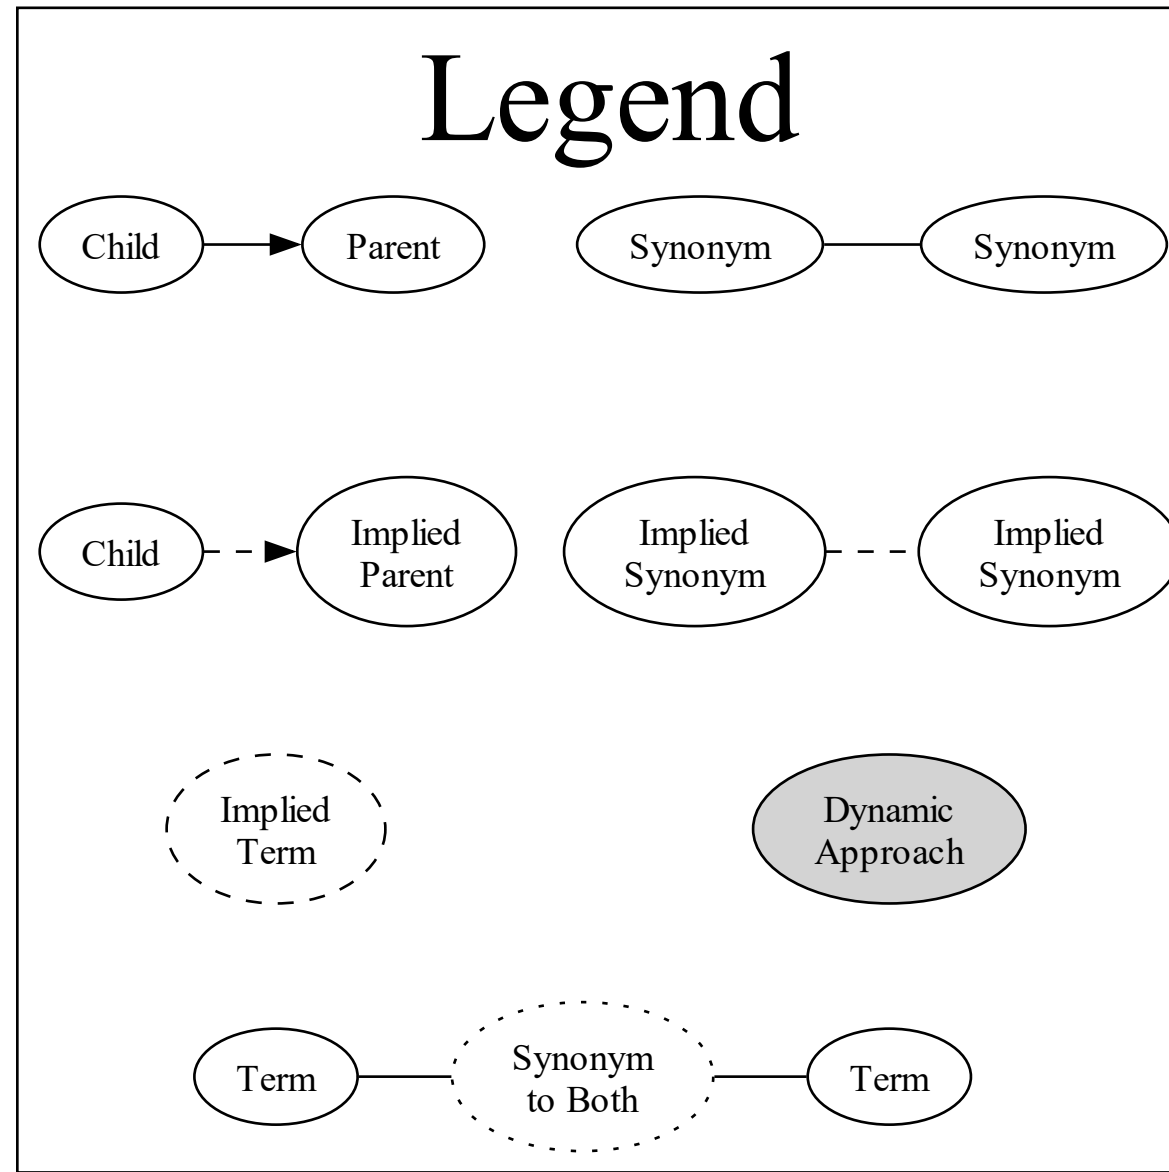 Legend
Child
Parent
Synonym
Synonym
Child
Implied
Parent
Implied
Synonym
Implied
Synonym
Implied
Term
Dynamic
Approach
Term
Synonym
to Both
Term